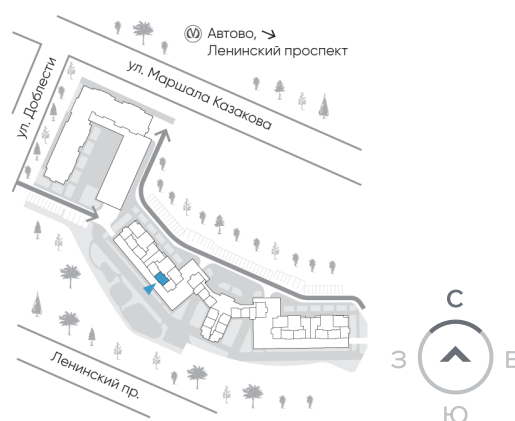 Автово, ↘
Ленинский проспект
ул. Маршала Казакова
ул. Доблести
Ленинский пр.
С
З
В
Ю